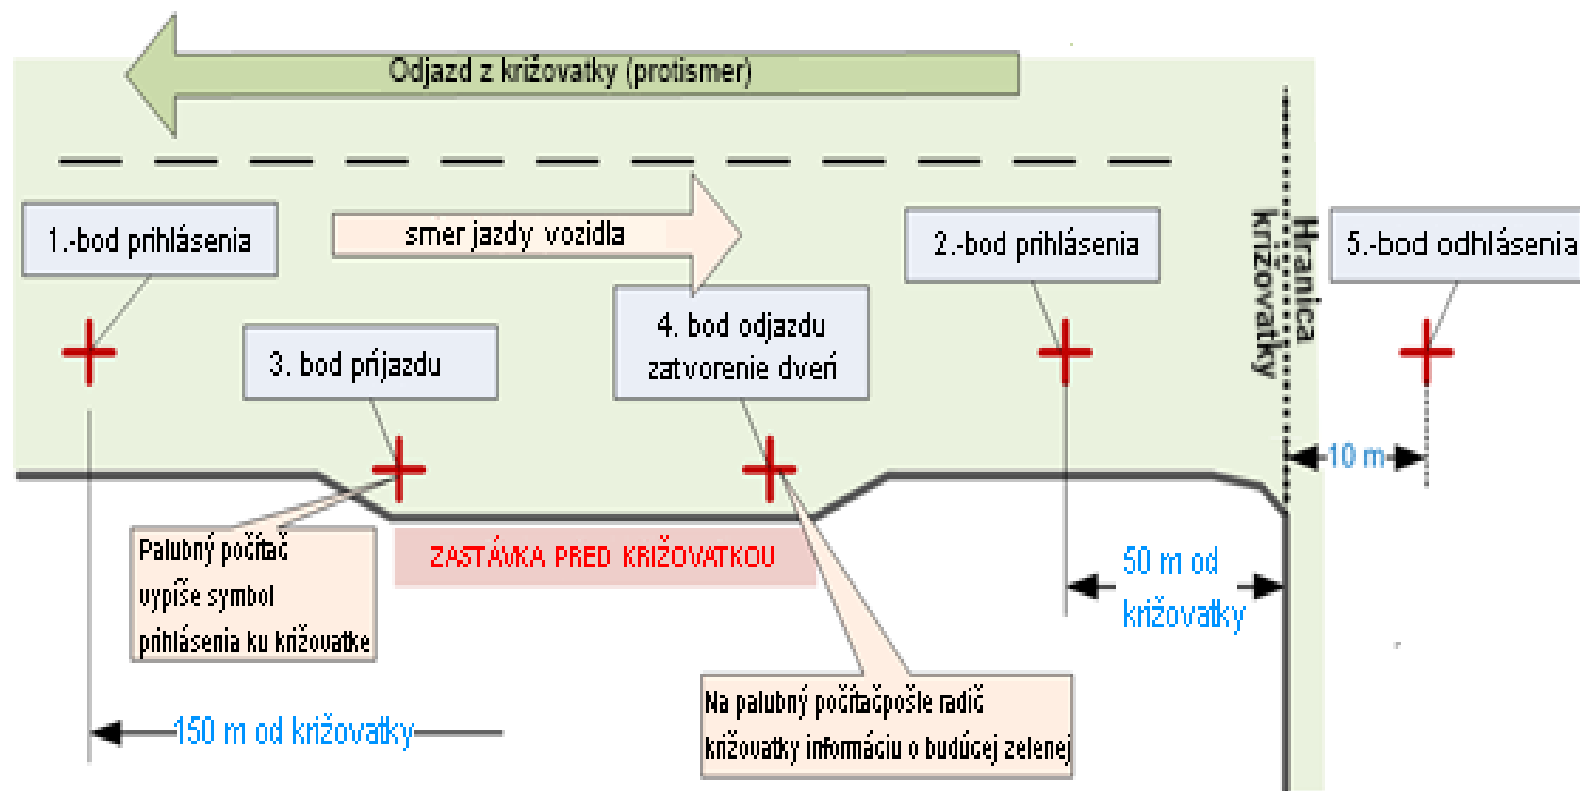 Odjazd z križovatky (protismer)
1.-bod prihlásenia
smer jazdy vozidla
2.-bod prihlásenia
Hranica
križovatky
5.-bod odhlásenia
3. bod príjazdu
4. bod odjazdu
zatvorenie dverí
10 m
Palubný počítač
vypíše symbol
prihlásenia ku križovatke
ZASTÁVKA PRED KRIŽOVATKOU
50 m od
križovatky
Na palubný počítačpošle radič
križovatky informáciu o budúcej zelenej
150 m od križovatky